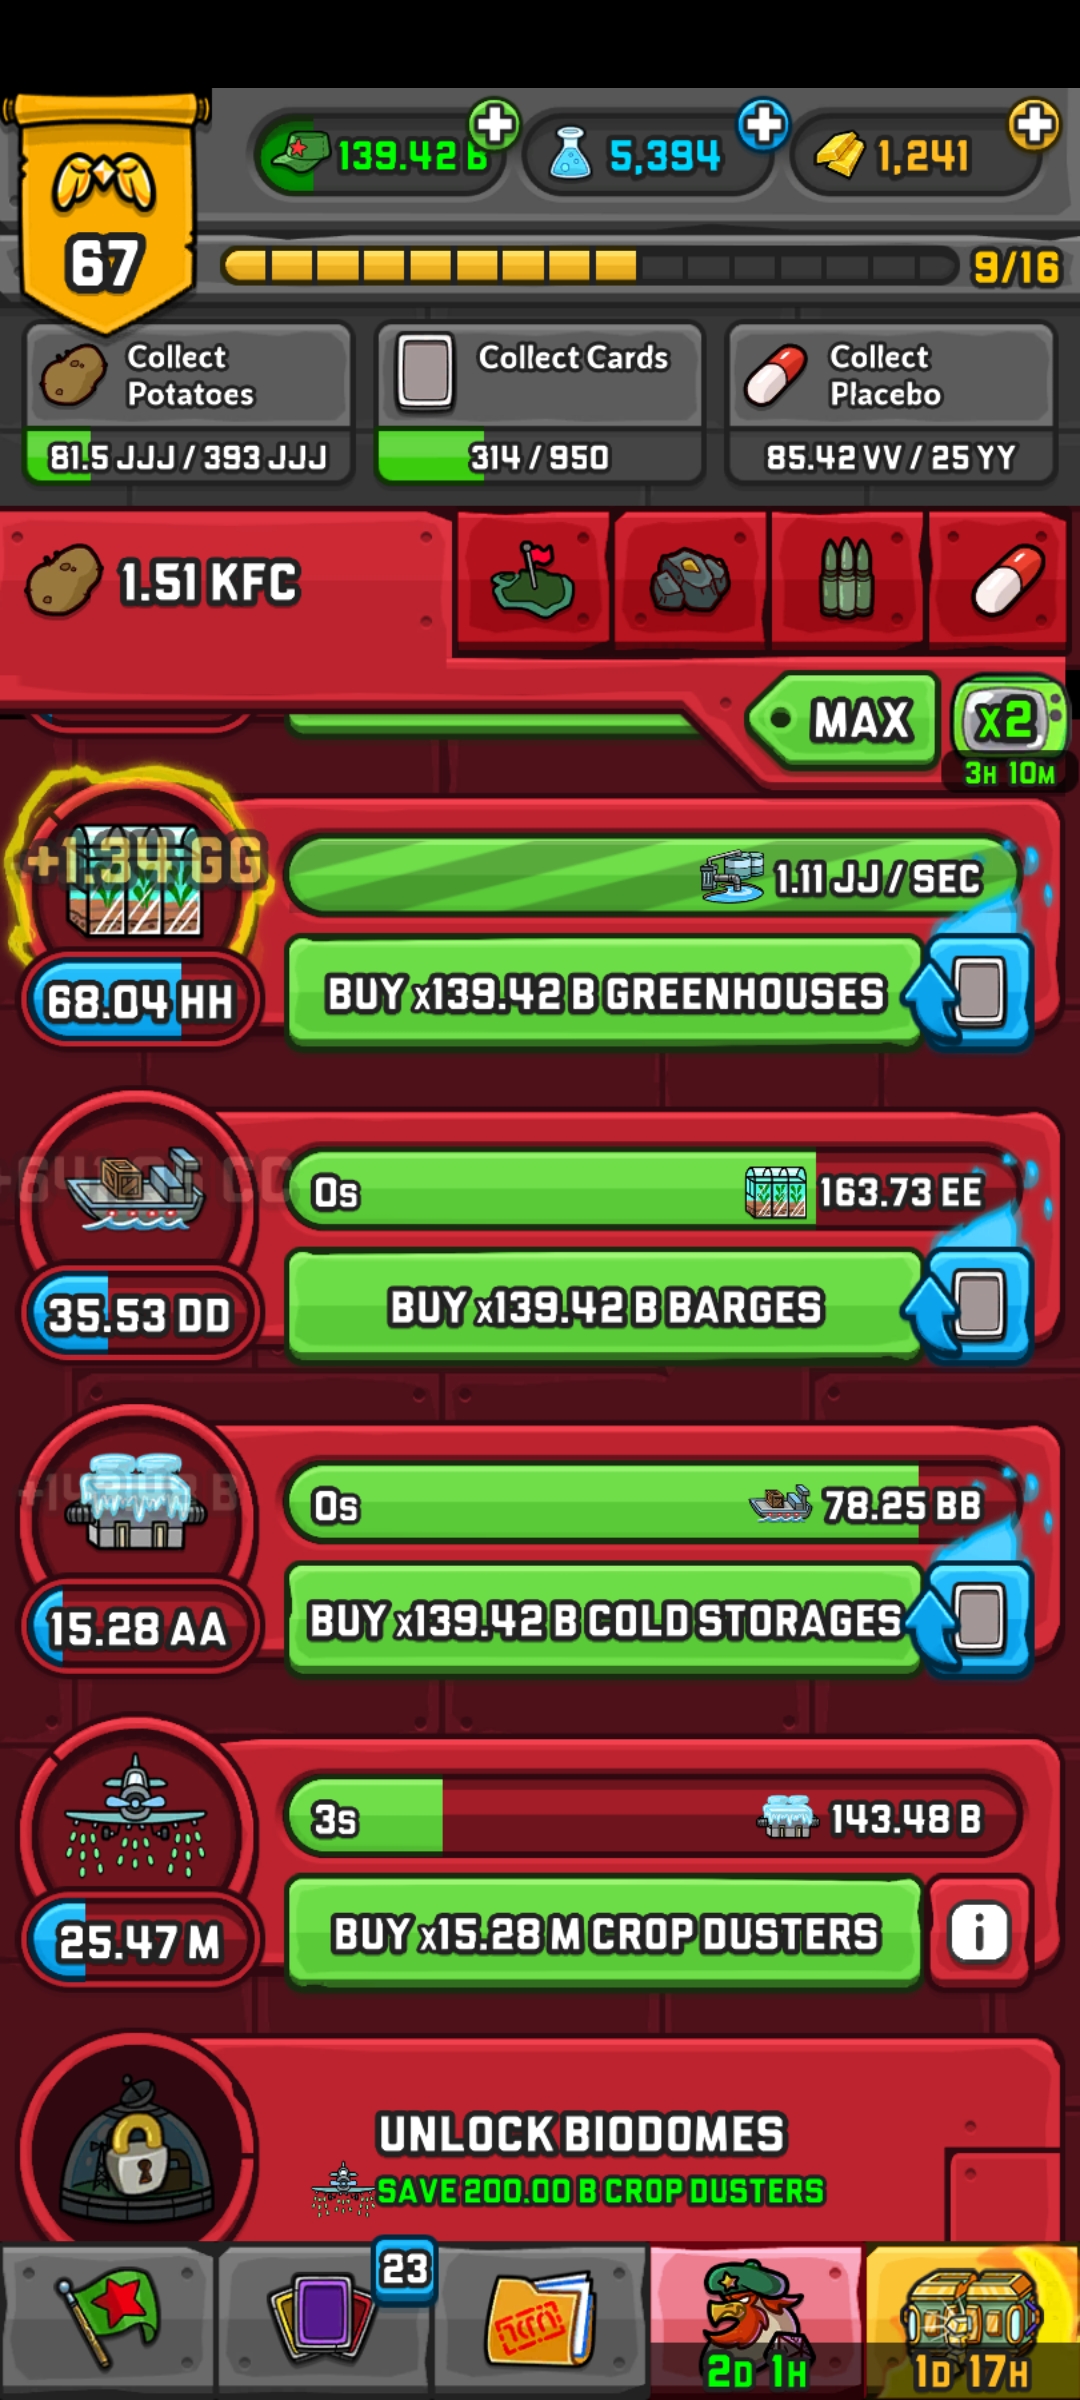 139.42 B
5,394
1,241
67
9/16
Collect
Potatoes
81.5 JJJ / 393 JJJ
Collect Cards
314 / 950
Collect
Placebo
85.42 VV / 25 YY
1.51 KFC
MAX
x2
3H 10M
+1.34 GG
1.11 JJ / SEC
68.04 HH
BUY x139.42 B GREENHOUSES
0s
163.73 EE
35.53 DD
BUY x139.42 B BARGES
0s
78.25 BB
15.28 AA
BUY x139.42 B COLD STORAGES
3s
143.48 B
25.47 M
BUY x15.28 M CROP DUSTERS
i
UNLOCK BIODOMES
SAVE 200.00 B CROP DUSTERS
23
2D 1H
1D 17H